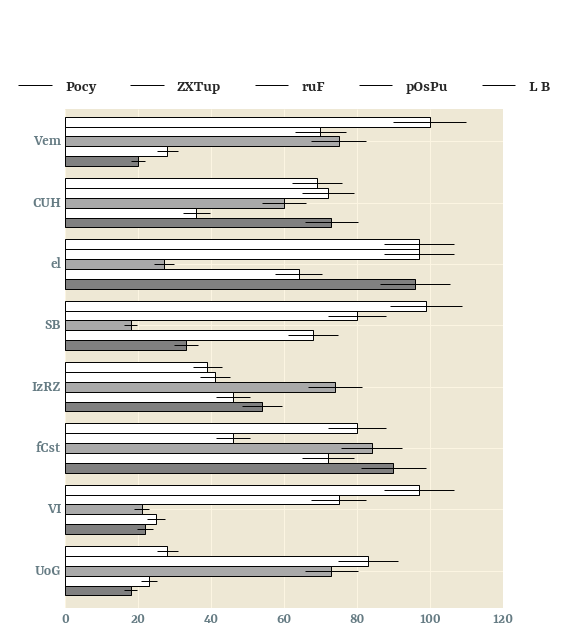 Pocy ZXTup ruF pOsPu L B
Vem
CUH
el
SB
IzRZ
fCst
VI
UoG
0 20 40 60 80 100 120